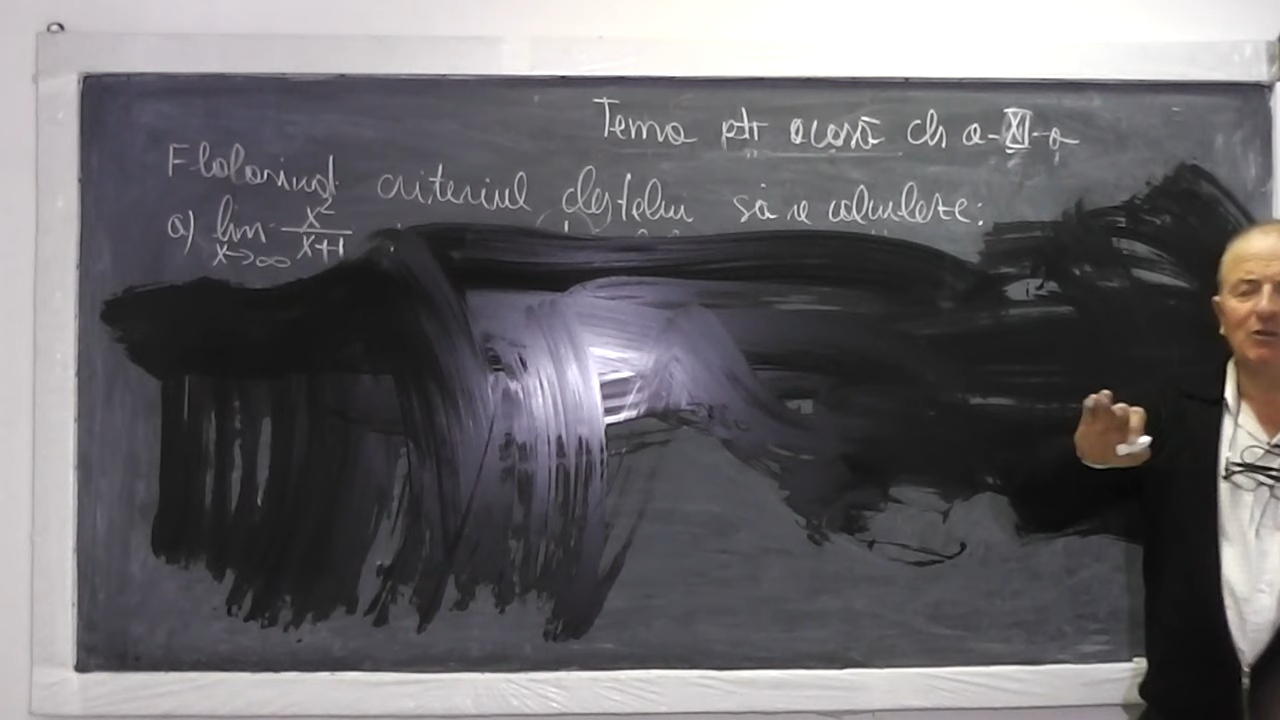 Tema ptr acasă cls a-XI-a
Folosind criteriul cleștelui să se calculeze:
a) lim x→∞ x²/x+1